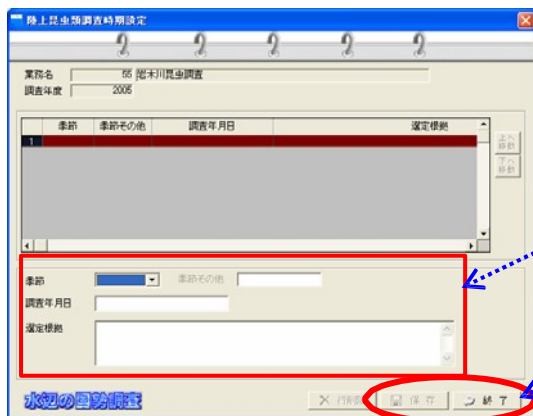 陸上昆虫類調査時期設定
業務名 55 岩木川昆虫調査
調査年度 2005
季節 季節その他 調査年月日 選定根拠
1
上へ移動
下へ移動
季節 季節その他
調査年月日
選定根拠
水辺の国勢調査
行削除 保存 終了